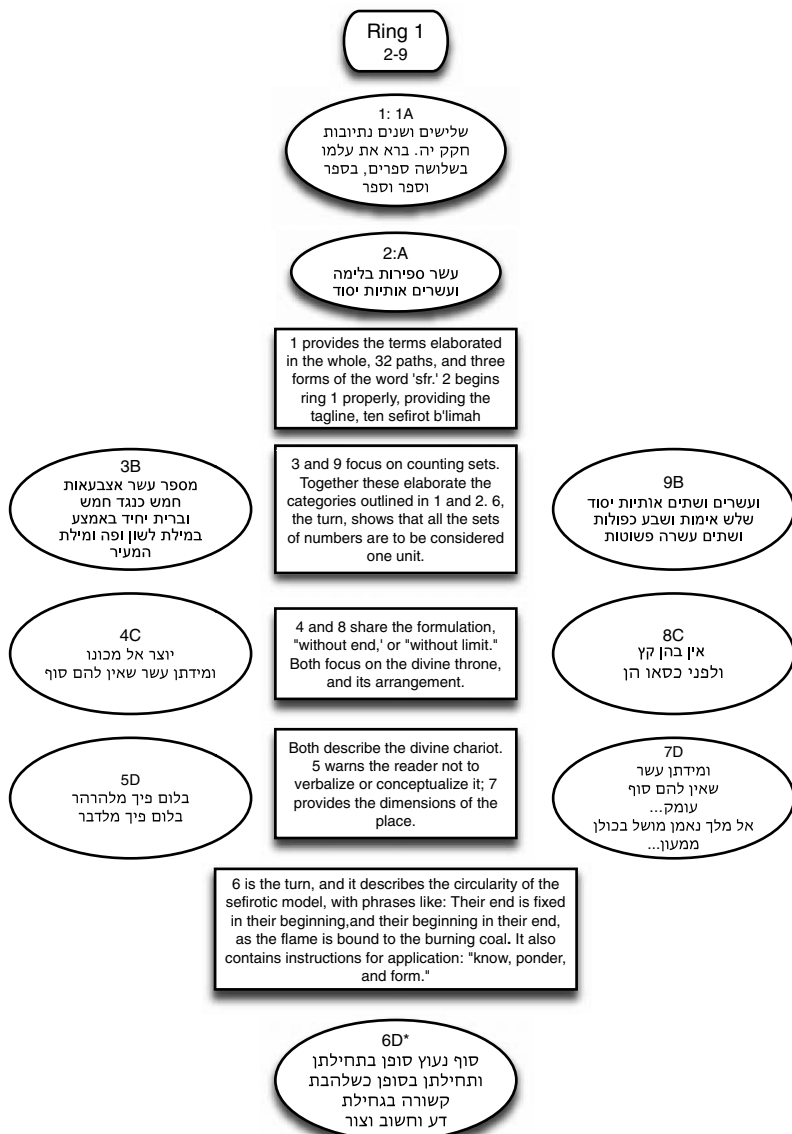 Ring 1
2-9
1: 1A
שלישים ושנים נתיובות
חקק יה. ברא את עלמו
בשלושה ספרים, בספר
וספר וספר
2:A
עשר ספירות בלימה
ועשרים אותיות יסוד
1 provides the terms elaborated
in the whole, 32 paths, and three
forms of the word 'sfr.' 2 begins
ring 1 properly, providing the
tagline, ten sefirot b'limah
3B
מספר עשר אצבעאות
חמש כנגד חמש
וברית יחיד באמצע
במילת לשון ופה ומילת
המעיר
3 and 9 focus on counting sets.
Together these elaborate the
categories outlined in 1 and 2. 6,
the turn, shows that all the sets
of numbers are to be considered
one unit.
9B
ועשרים ושתים אותיות יסוד
שלש אימות ושבע כפולות
ושתים עשרה פשוטות
4C
יוצר אל מכונו
ומידתן עשר שאין להם סוף
4 and 8 share the formulation,
"without end,' or "without limit."
Both focus on the divine throne,
and its arrangement.
8C
אין בהן קץ
ולפני כסאו הן
5D
בלום פיך מלהרהר
בלום פיך מלדבר
Both describe the divine chariot.
5 warns the reader not to
verbalize or conceptualize it; 7
provides the dimensions of the
place.
7D
ומידתן עשר
שאין להם סוף
עומק...
אל מלך נאמן מושל בכולן
ממעון...
6 is the turn, and it describes the circularity of the
sefirotic model, with phrases like: Their end is fixed
in their beginning,and their beginning in their end,
as the flame is bound to the burning coal. It also
contains instructions for application: "know, ponder,
and form."
6D*
סוף נעוץ סופן בתחילתן
ותחילתן בסופן כשלהבת
קשורה בגחילת
דע וחשוב וצור